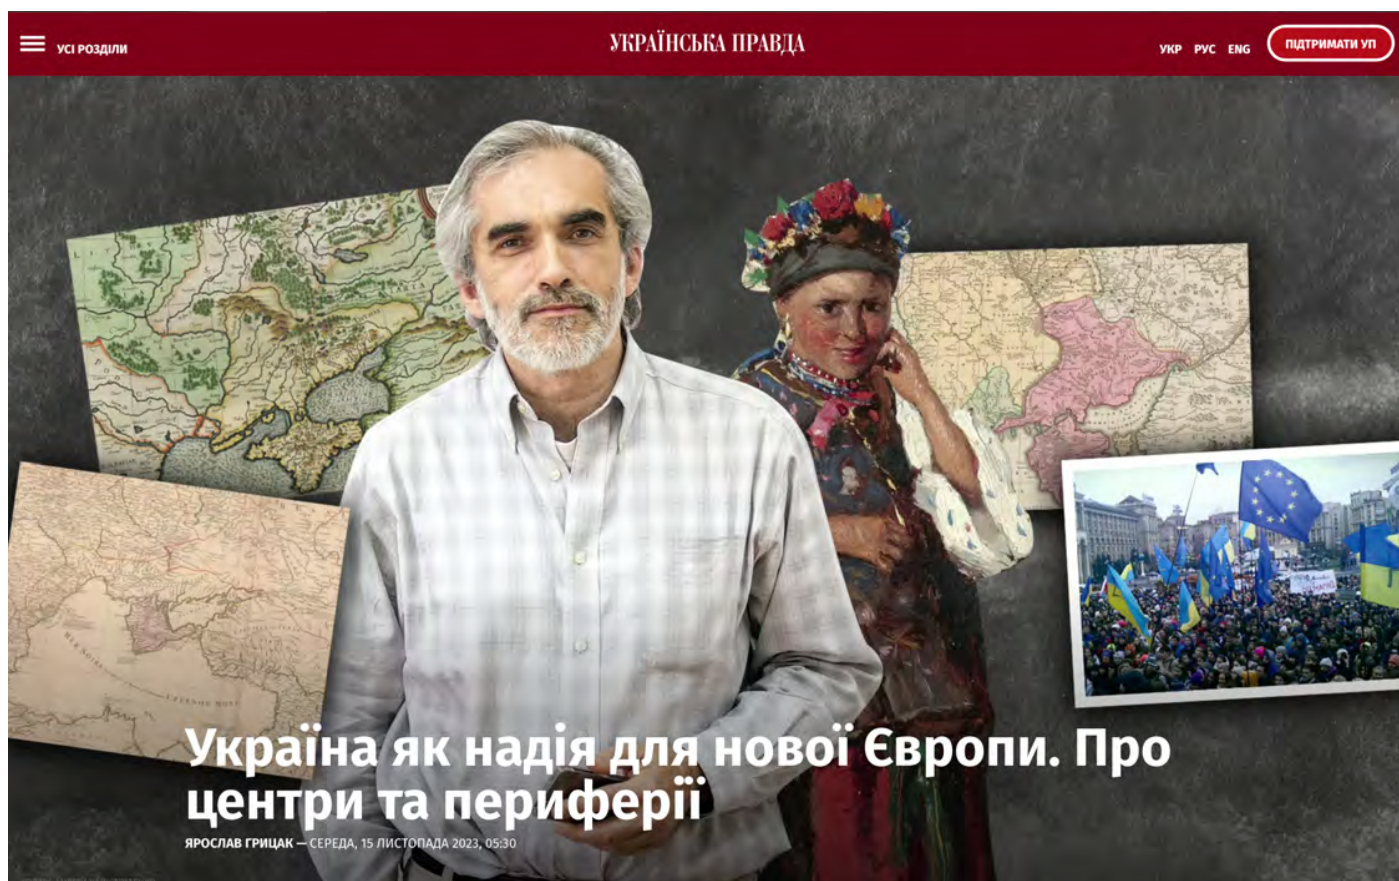 УСІ РОЗДІЛИ
УКРАЇНСЬКА ПРАВДА
УКР РУС ENG
ПІДТРИМАТИ УП
Україна як надія для нової Європи. Про
центри та периферії
ЯРОСЛАВ ГРИЦАК — СЕРЕДА, 15 ЛИСТОПАДА 2023, 05:30